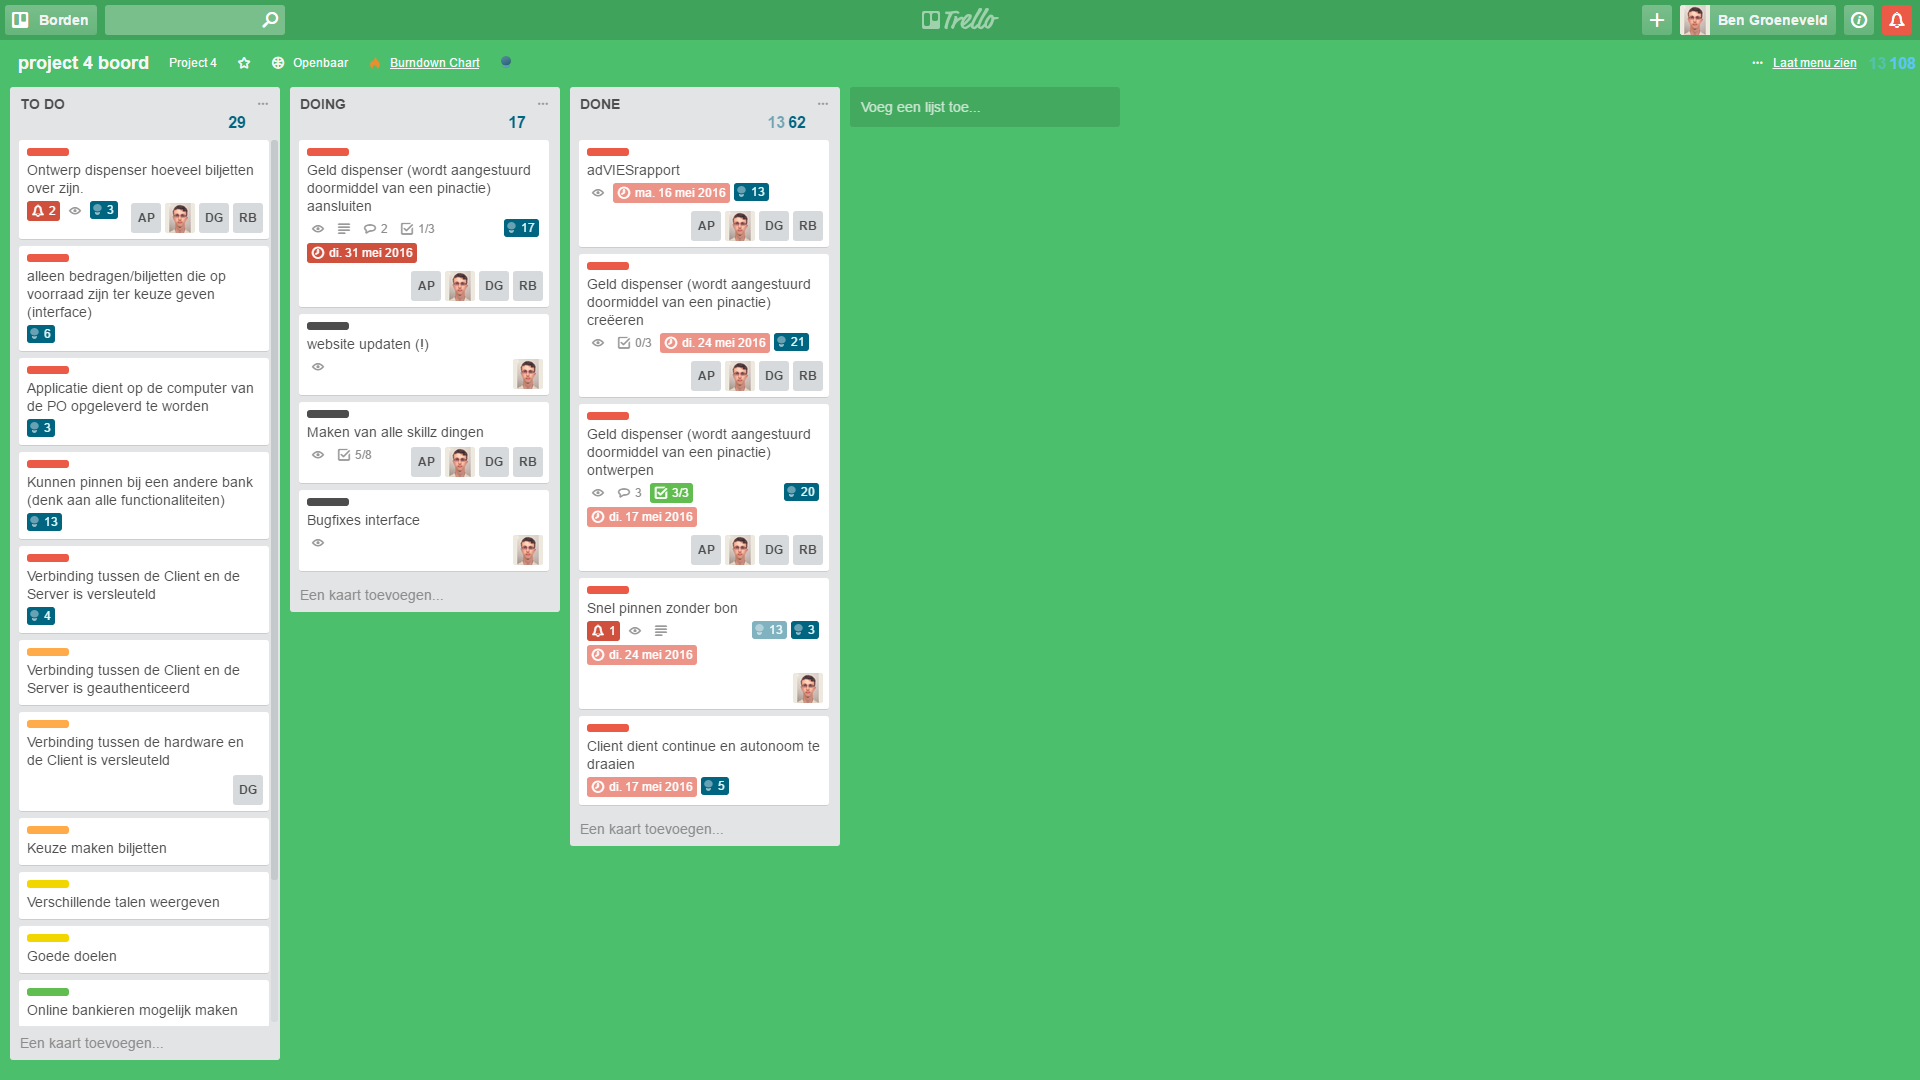 Borden
Trello
Ben Groeneveld
project 4 boord
Project 4
Openbaar
Burndown Chart
Laat menu zien
13 108
TO DO
29
Ontwerp dispenser hoeveel biljetten
over zijn.
2
3
AP
DG
RB
alleen bedragen/biljetten die op
voorraad zijn ter keuze geven
(interface)
6
Applicatie dient op de computer van
de PO opgeleverd te worden
3
Kunnen pinnen bij een andere bank
(denk aan alle functionaliteiten)
13
Verbinding tussen de Client en de
Server is versleuteld
4
Verbinding tussen de Client en de
Server is geauthenticeerd
Verbinding tussen de hardware en
de Client is versleuteld
DG
Keuze maken biljetten
Verschillende talen weergeven
Goede doelen
Online bankieren mogelijk maken
Een kaart toevoegen...
DOING
17
Geld dispenser (wordt aangestuurd
doormiddel van een pinactie)
aansluiten
2
1/3
17
di. 31 mei 2016
AP
DG
RB
website updaten (!)
Maken van alle skillz dingen
5/8
AP
DG
RB
Bugfixes interface
Een kaart toevoegen...
DONE
13 62
adVIESrapport
ma. 16 mei 2016
13
AP
DG
RB
Geld dispenser (wordt aangestuurd
doormiddel van een pinactie)
creëeren
0/3
di. 24 mei 2016
21
AP
DG
RB
Geld dispenser (wordt aangestuurd
doormiddel van een pinactie)
ontwerpen
3
3/3
20
di. 17 mei 2016
AP
DG
RB
Snel pinnen zonder bon
1
13
3
di. 24 mei 2016
Client dient continue en autonoom te
draaien
di. 17 mei 2016
5
Een kaart toevoegen...
Voeg een lijst toe...